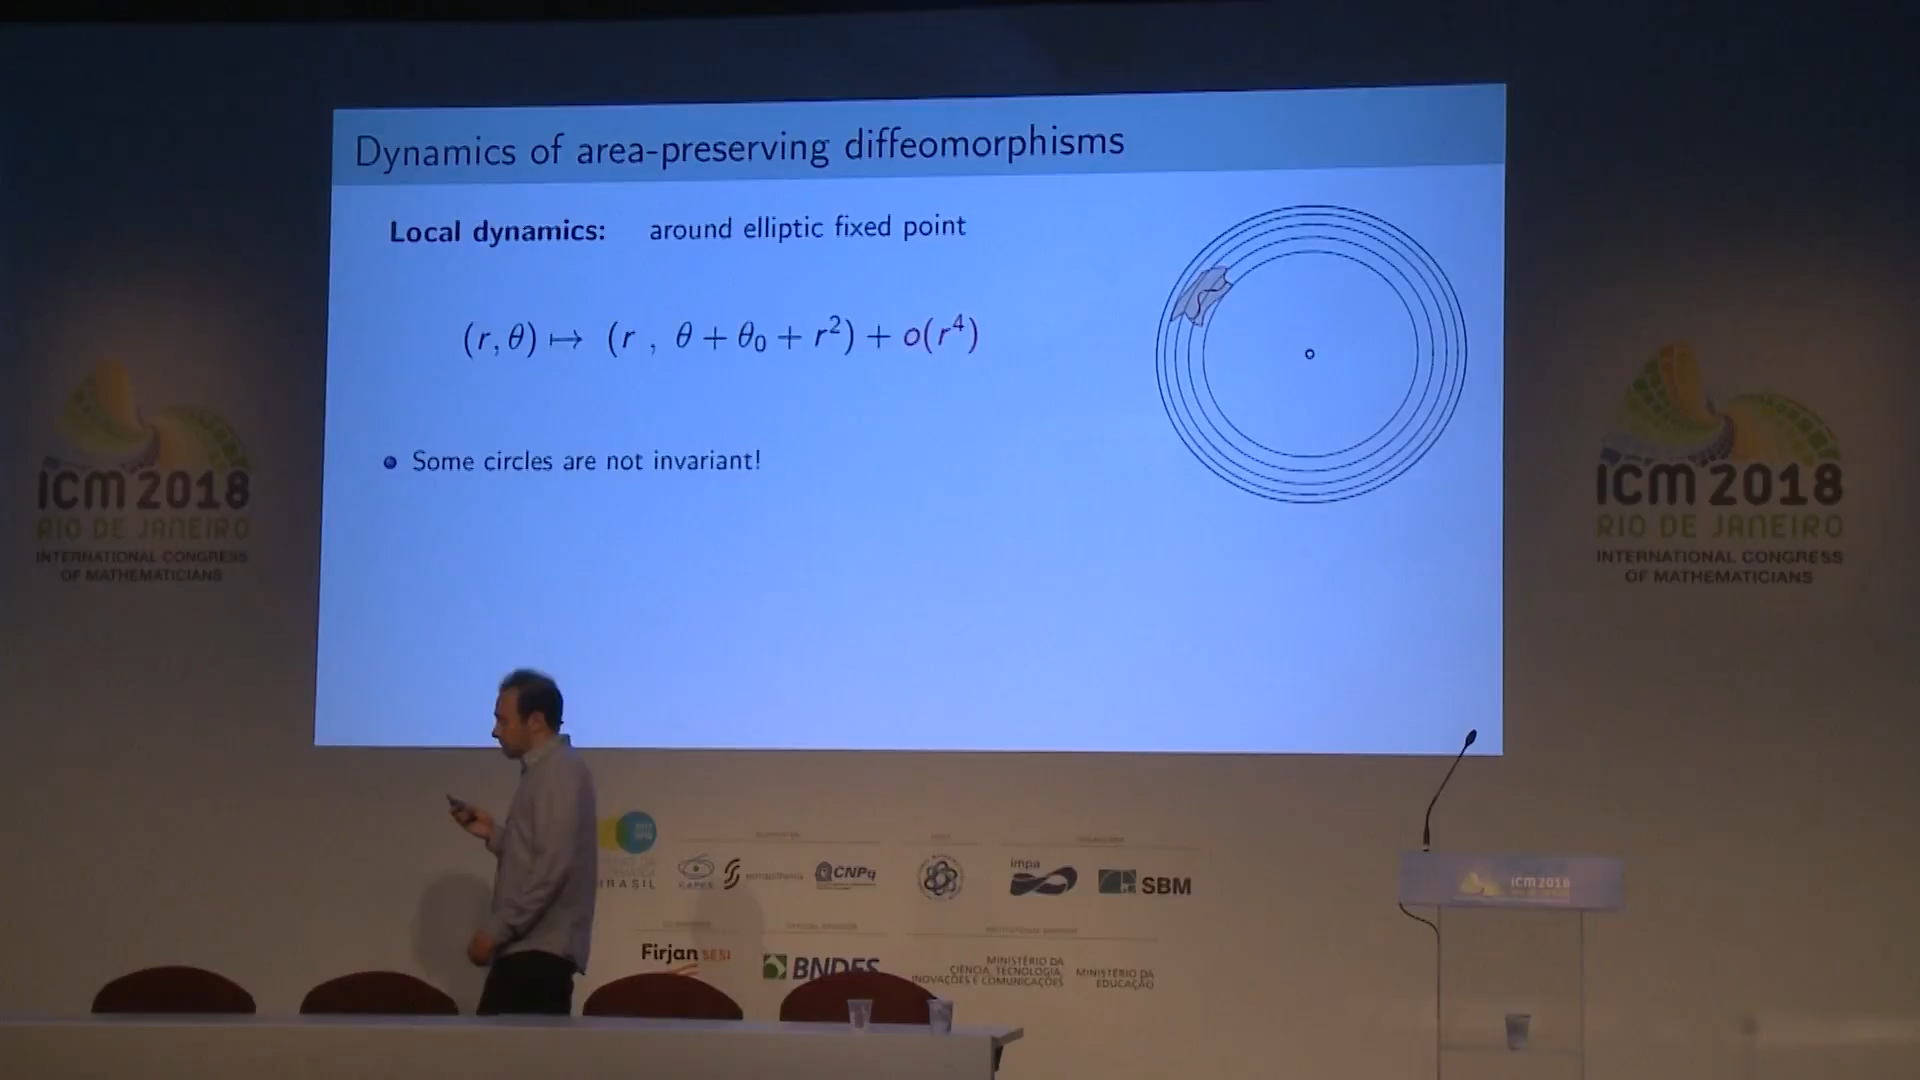 Dynamics of area-preserving diffeomorphisms
Local dynamics: around elliptic fixed point
(r, θ) ↦ (r , θ + θ₀ + r²) + o(r⁴)
• Some circles are not invariant!
ICM 2018
RIO DE JANEIRO
INTERNATIONAL CONGRESS
OF MATHEMATICIANS
ICM 2018
RIO DE JANEIRO
INTERNATIONAL CONGRESS
OF MATHEMATICIANS
BRASIL
CAPES
CNPq
impa
SBM
Firjan SESI
BNDES
MINISTÉRIO DA
CIÊNCIA, TECNOLOGIA,
INOVAÇÕES E COMUNICAÇÕES
MINISTÉRIO DA
EDUCAÇÃO
ICM 2018